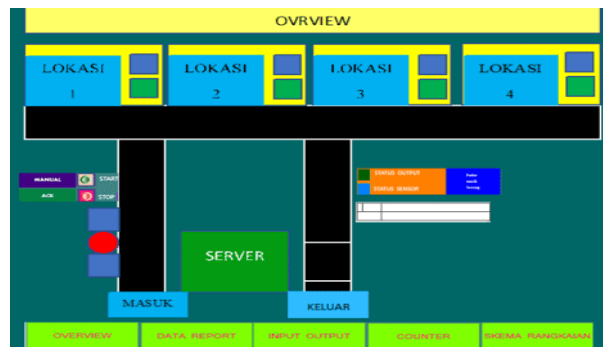 OVRVIEW
LOKASI
1
LOKASI
2
LOKASI
3
LOKASI
4
MANUAL
START
ACK
STOP
STATUS OUTPUT
STATUS SENSOR
SERVER
MASUK
KELUAR
OVERVIEW
DATA REPORT
INPUT OUTPUT
COUNTER
SKEMA RANGKAIAN